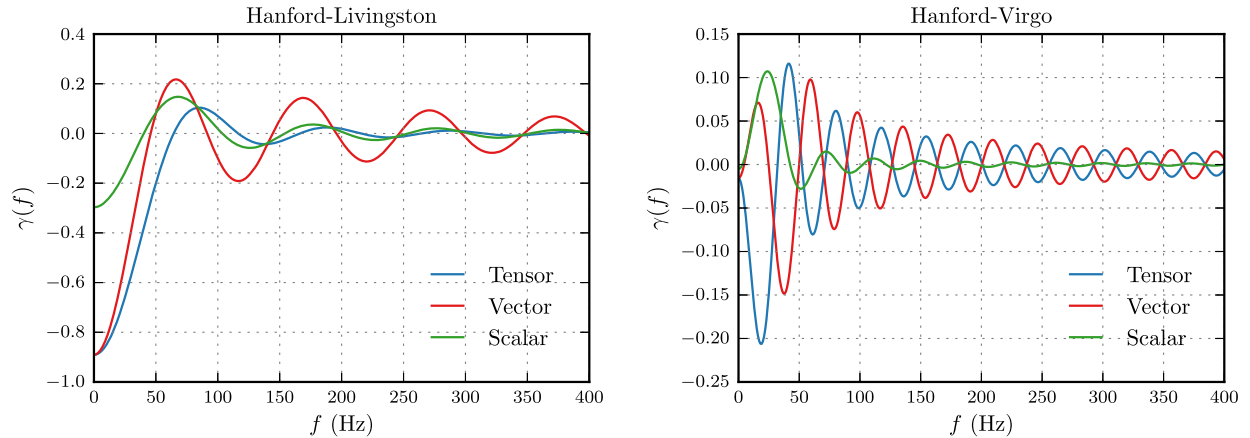 Hanford-Livingston
0.4
0.2
0.0
−0.2
−0.4
−0.6
−0.8
−1.0
γ(f)
0 50 100 150 200 250 300 350 400
f (Hz)
Tensor
Vector
Scalar
Hanford-Virgo
0.15
0.10
0.05
0.00
−0.05
−0.10
−0.15
−0.20
−0.25
γ(f)
0 50 100 150 200 250 300 350 400
f (Hz)
Tensor
Vector
Scalar